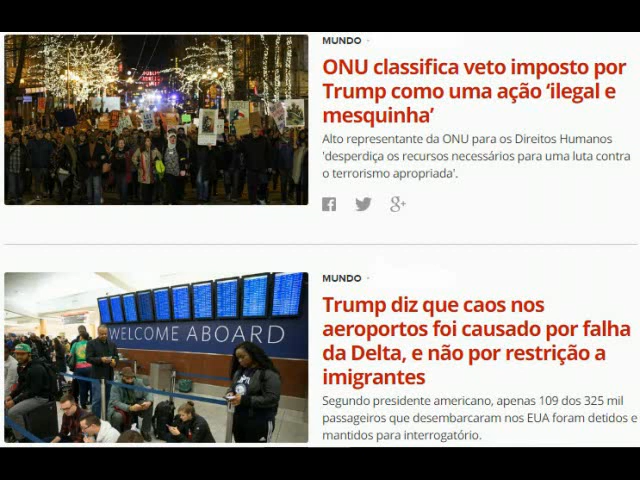 MUNDO -
ONU classifica veto imposto por
Trump como uma ação ‘ilegal e
mesquinha’
Alto representante da ONU para os Direitos Humanos
'desperdiça os recursos necessários para uma luta contra
o terrorismo apropriada'.
MUNDO -
Trump diz que caos nos
aeroportos foi causado por falha
da Delta, e não por restrição a
imigrantes
Segundo presidente americano, apenas 109 dos 325 mil
passageiros que desembarcaram nos EUA foram detidos e
mantidos para interrogatório.
WELCOME ABOARD